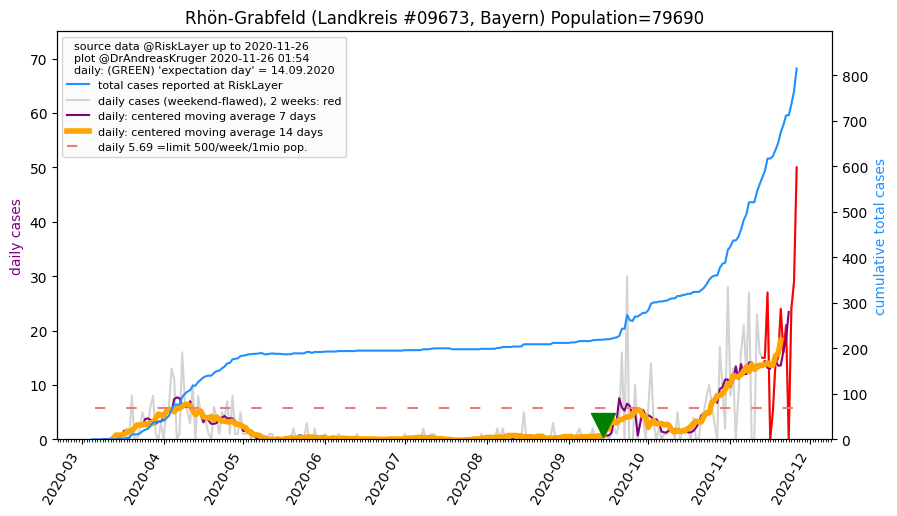 Rhön-Grabfeld (Landkreis #09673, Bayern) Population=79690
source data @RiskLayer up to 2020-11-26
plot @DrAndreasKruger 2020-11-26 01:54
daily: (GREEN) 'expectation day' = 14.09.2020
total cases reported at RiskLayer
daily cases (weekend-flawed), 2 weeks: red
daily: centered moving average 7 days
daily: centered moving average 14 days
daily 5.69 =limit 500/week/1mio pop.
daily cases
70
60
50
40
30
20
10
0
cumulative total cases
800
700
600
500
400
300
200
100
0
2020-03
2020-04
2020-05
2020-06
2020-07
2020-08
2020-09
2020-10
2020-11
2020-12